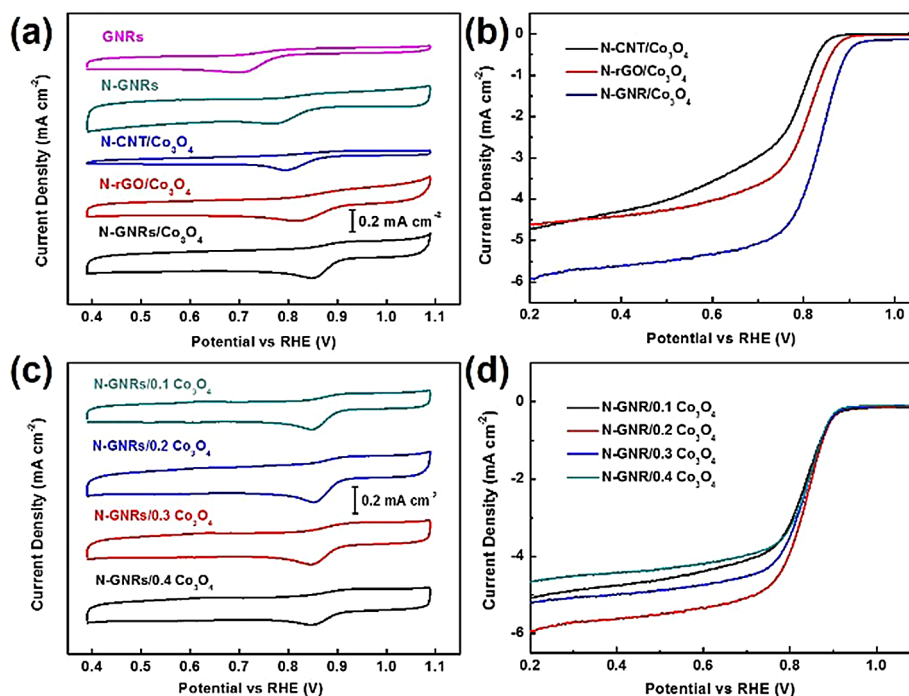 (a)
GNRs
N-GNRs
N-CNT/Co₃O₄
N-rGO/Co₃O₄
0.2 mA cm⁻²
N-GNRs/Co₃O₄
Current Density (mA cm⁻²)
0.4 0.5 0.6 0.7 0.8 0.9 1.0 1.1
Potential vs RHE (V)
(b)
N-CNT/Co₃O₄
N-rGO/Co₃O₄
N-GNR/Co₃O₄
Current Density (mA cm⁻²)
0
-1
-2
-3
-4
-5
-6
0.2 0.4 0.6 0.8 1.0
Potential vs RHE (V)
(c)
N-GNRs/0.1 Co₃O₄
N-GNRs/0.2 Co₃O₄
0.2 mA cm⁻²
N-GNRs/0.3 Co₃O₄
N-GNRs/0.4 Co₃O₄
Current Density (mA cm⁻²)
0.4 0.5 0.6 0.7 0.8 0.9 1.0 1.1
Potential vs RHE (V)
(d)
N-GNR/0.1 Co₃O₄
N-GNR/0.2 Co₃O₄
N-GNR/0.3 Co₃O₄
N-GNR/0.4 Co₃O₄
Current Density (mA cm⁻²)
0
-2
-4
-6
0.2 0.4 0.6 0.8 1.0
Potential vs RHE (V)